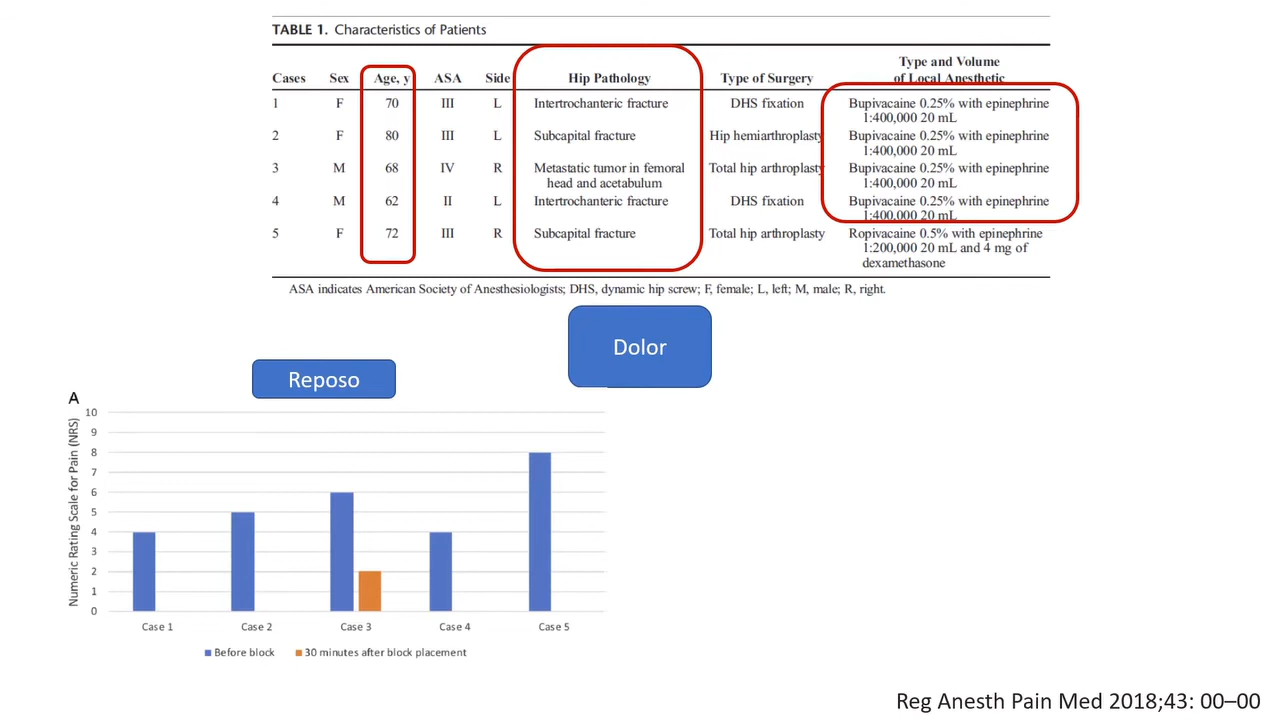 TABLE 1. Characteristics of Patients
Type and Volume
Cases Sex Age, y ASA Side Hip Pathology Type of Surgery of Local Anesthetic
1 F 70 III L Intertrochanteric fracture DHS fixation Bupivacaine 0.25% with epinephrine
1:400,000 20 mL
2 F 80 III L Subcapital fracture Hip hemiarthroplasty Bupivacaine 0.25% with epinephrine
1:400,000 20 mL
3 M 68 IV R Metastatic tumor in femoral Total hip arthroplasty Bupivacaine 0.25% with epinephrine
head and acetabulum 1:400,000 20 mL
4 M 62 II L Intertrochanteric fracture DHS fixation Bupivacaine 0.25% with epinephrine
1:400,000 20 mL
5 F 72 III R Subcapital fracture Total hip arthroplasty Ropivacaine 0.5% with epinephrine
1:200,000 20 mL and 4 mg of
dexamethasone
ASA indicates American Society of Anesthesiologists; DHS, dynamic hip screw; F, female; L, left; M, male; R, right.
Dolor
Reposo
A
Numeric Rating Scale for Pain (NRS)
10
9
8
7
6
5
4
3
2
1
0
Case 1 Case 2 Case 3 Case 4 Case 5
Before block 30 minutes after block placement
Reg Anesth Pain Med 2018;43: 00–00